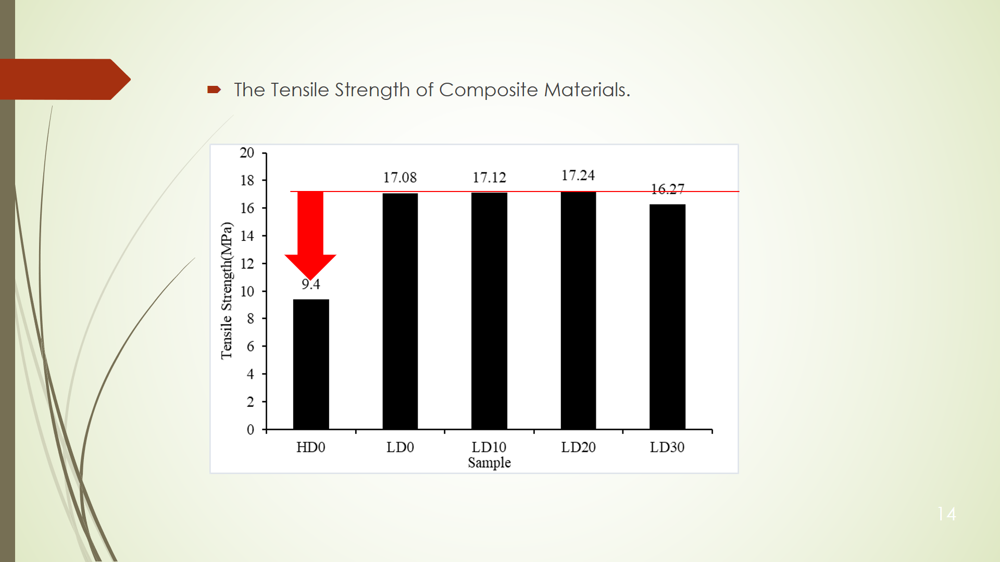 The Tensile Strength of Composite Materials.
20
18
16
14
12
10
8
6
4
2
0
Tensile Strength(MPa)
9.4
17.08
17.12
17.24
16.27
HD0
LD0
LD10
LD20
LD30
Sample
14